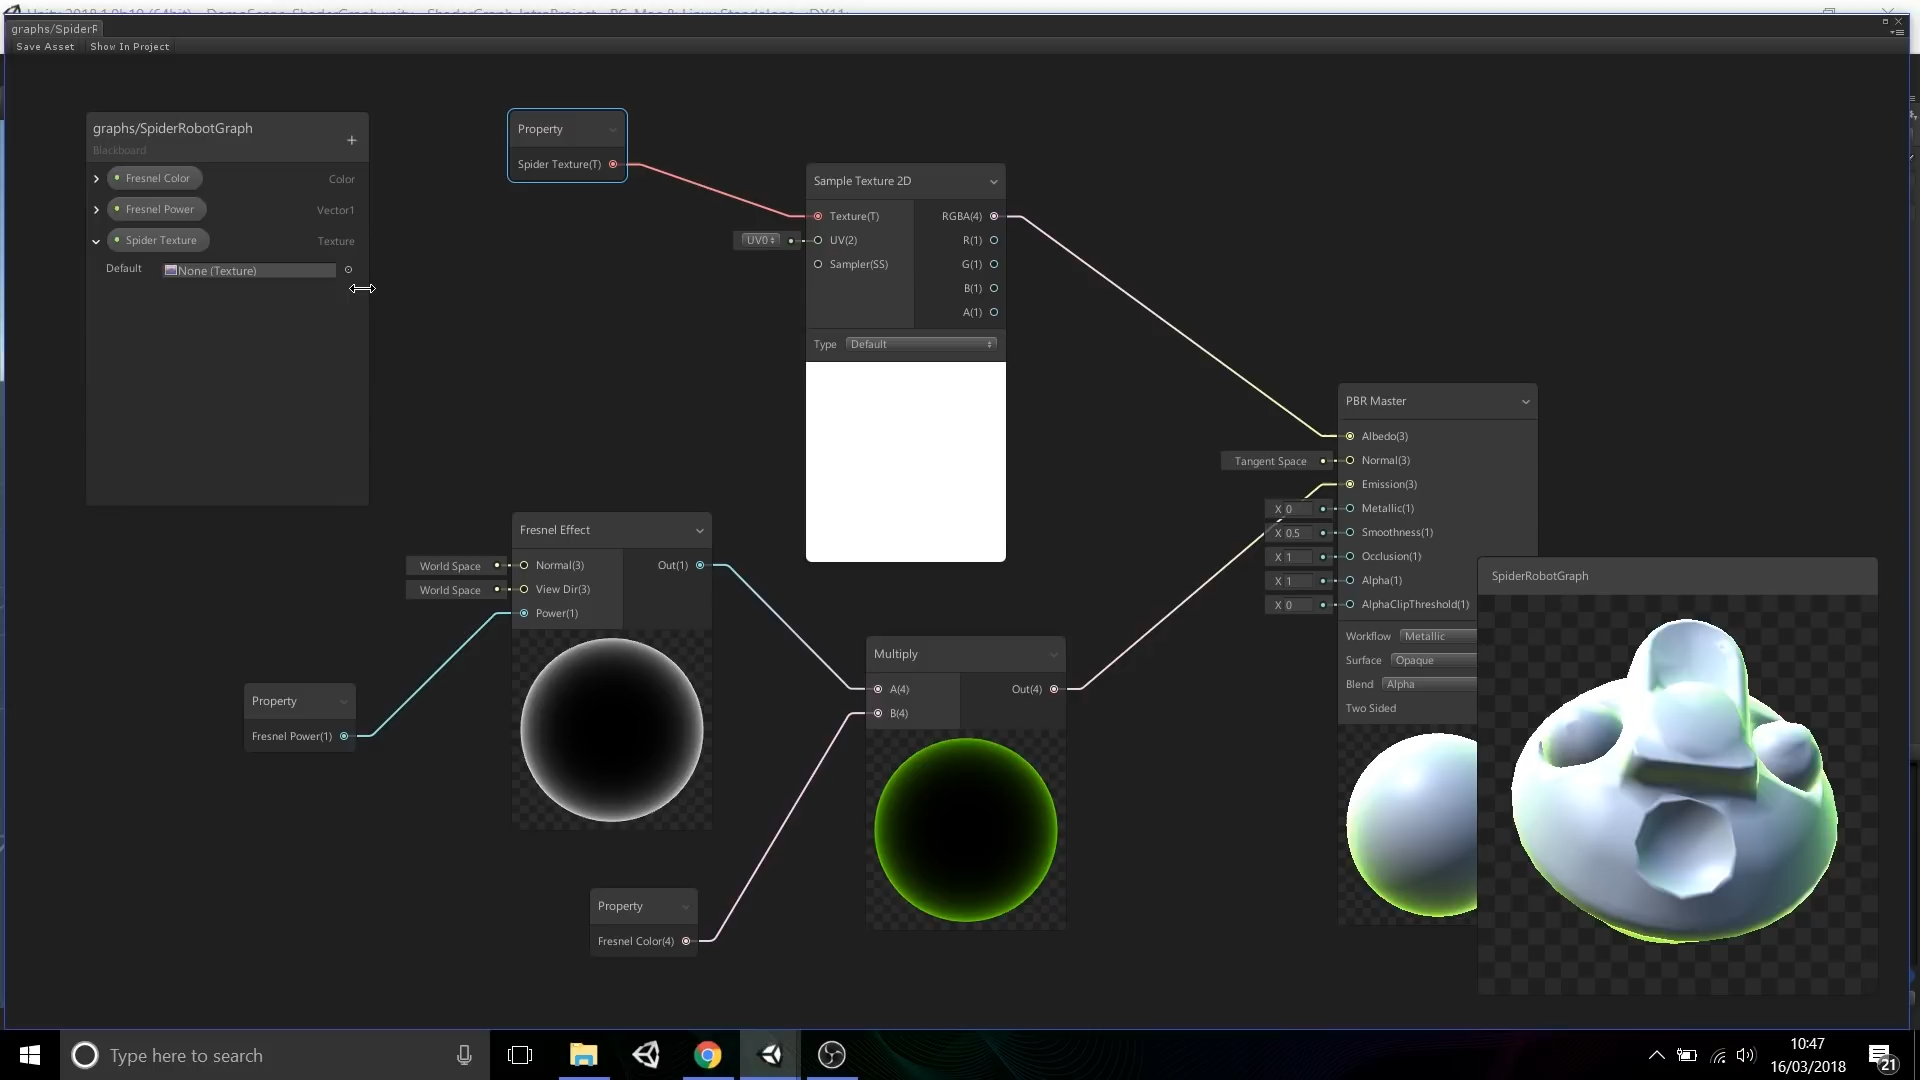 graphs/SpiderR
Save Asset Show In Project
graphs/SpiderRobotGraph
Blackboard
Fresnel Color Color
Fresnel Power Vector1
Spider Texture Texture
Default None (Texture)
Property
Spider Texture(T)
Sample Texture 2D
Texture(T) RGBA(4)
UV0 UV(2) R(1)
Sampler(SS) G(1)
B(1)
A(1)
Type Default
PBR Master
Albedo(3)
Tangent Space Normal(3)
Emission(3)
X 0 Metallic(1)
X 0.5 Smoothness(1)
X 1 Occlusion(1)
X 1 Alpha(1)
X 0 AlphaClipThreshold(1)
Workflow Metallic
Surface Opaque
Blend Alpha
Two Sided
SpiderRobotGraph
Fresnel Effect
World Space Normal(3) Out(1)
World Space View Dir(3)
Power(1)
Property
Fresnel Power(1)
Multiply
A(4) Out(4)
B(4)
Property
Fresnel Color(4)
Type here to search
10:47
16/03/2018
21